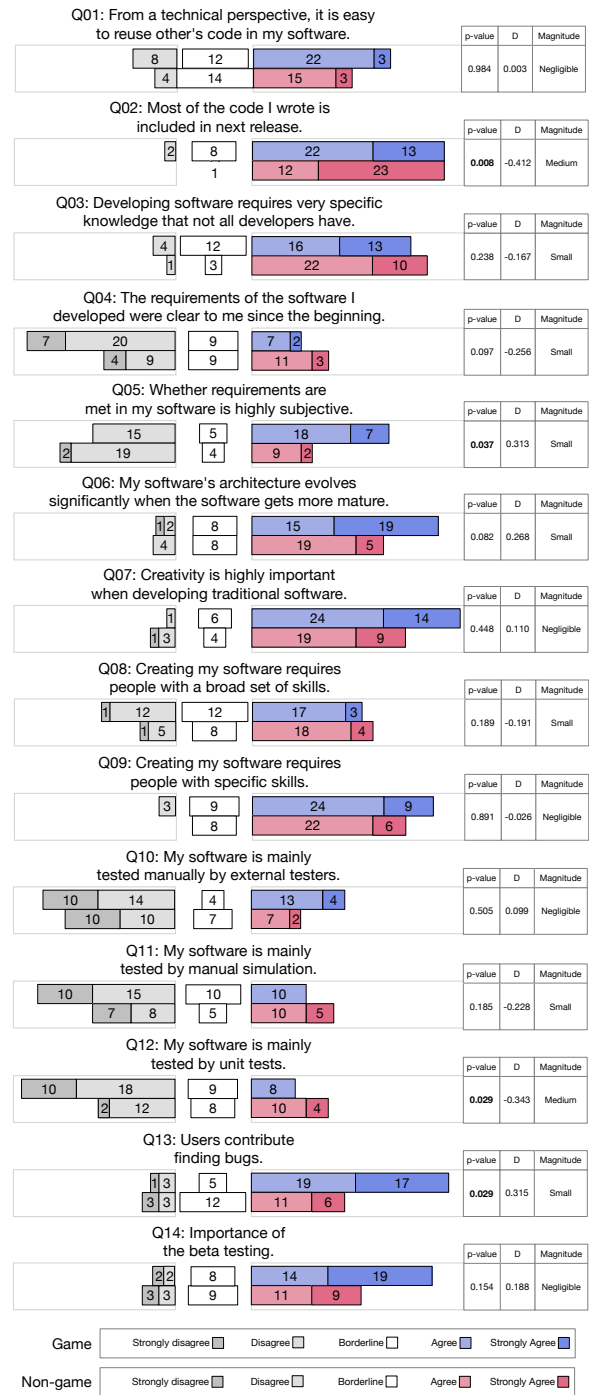 Q01: From a technical perspective, it is easy
to reuse other's code in my software.
8 12 22 3
4 14 15 3
p-value D Magnitude
0.984 0.003 Negligible
Q02: Most of the code I wrote is
included in next release.
2 8 22 13
1 12 23
p-value D Magnitude
0.008 -0.412 Medium
Q03: Developing software requires very specific
knowledge that not all developers have.
4 12 16 13
1 3 22 10
p-value D Magnitude
0.238 -0.167 Small
Q04: The requirements of the software I
developed were clear to me since the beginning.
7 20 9 7 2
4 9 9 11 3
p-value D Magnitude
0.097 -0.256 Small
Q05: Whether requirements are
met in my software is highly subjective.
15 5 18 7
2 19 4 9 2
p-value D Magnitude
0.037 0.313 Small
Q06: My software's architecture evolves
significantly when the software gets more mature.
1 2 8 15 19
4 8 19 5
p-value D Magnitude
0.082 0.268 Small
Q07: Creativity is highly important
when developing traditional software.
1 6 24 14
1 3 4 19 9
p-value D Magnitude
0.448 0.110 Negligible
Q08: Creating my software requires
people with a broad set of skills.
1 12 12 17 3
1 5 8 18 4
p-value D Magnitude
0.189 -0.191 Small
Q09: Creating my software requires
people with specific skills.
3 9 24 9
8 22 6
p-value D Magnitude
0.891 -0.026 Negligible
Q10: My software is mainly
tested manually by external testers.
10 14 4 13 4
10 10 7 7 2
p-value D Magnitude
0.505 0.099 Negligible
Q11: My software is mainly
tested by manual simulation.
10 15 10 10
7 8 5 10 5
p-value D Magnitude
0.185 -0.228 Small
Q12: My software is mainly
tested by unit tests.
10 18 9 8
2 12 8 10 4
p-value D Magnitude
0.029 -0.343 Medium
Q13: Users contribute
finding bugs.
1 3 5 19 17
3 3 12 11 6
p-value D Magnitude
0.029 0.315 Small
Q14: Importance of
the beta testing.
2 2 8 14 19
3 3 9 11 9
p-value D Magnitude
0.154 0.188 Negligible
Game Strongly disagree Disagree Borderline Agree Strongly Agree
Non-game Strongly disagree Disagree Borderline Agree Strongly Agree